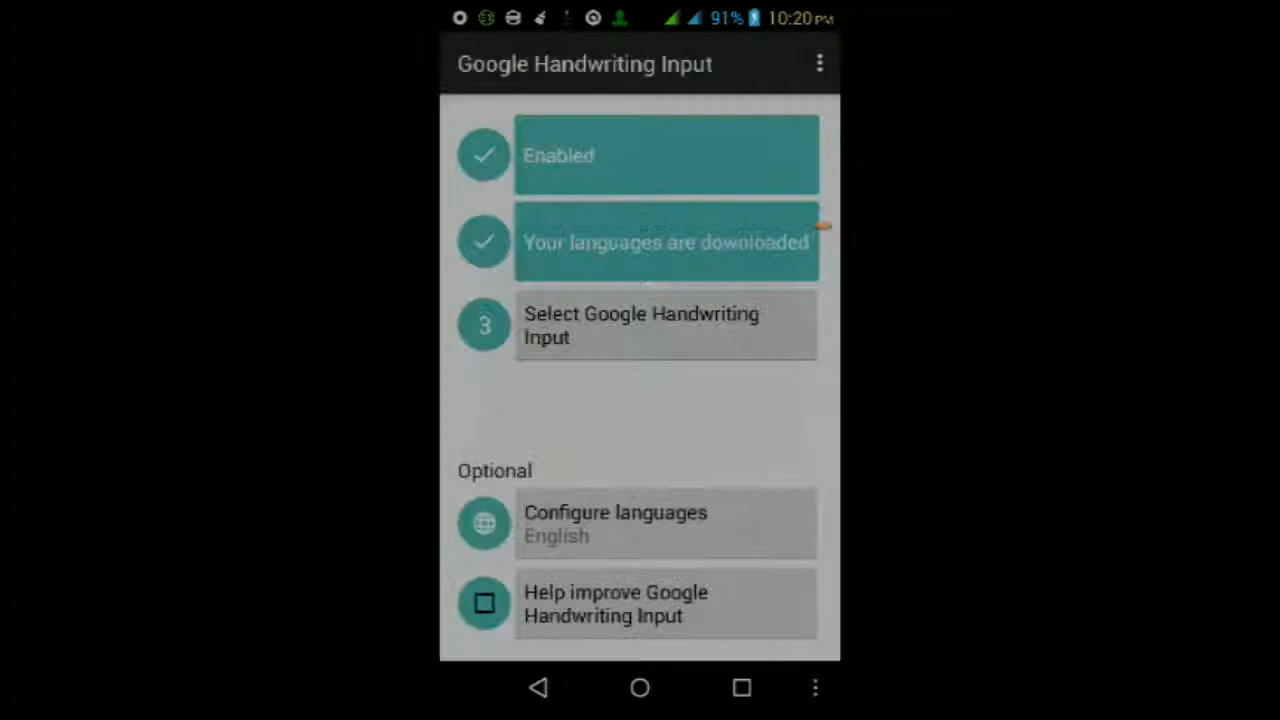 91% 10:20 PM
Google Handwriting Input
Enabled
Your languages are downloaded
3
Select Google Handwriting
Input
Optional
Configure languages
English
Help improve Google
Handwriting Input